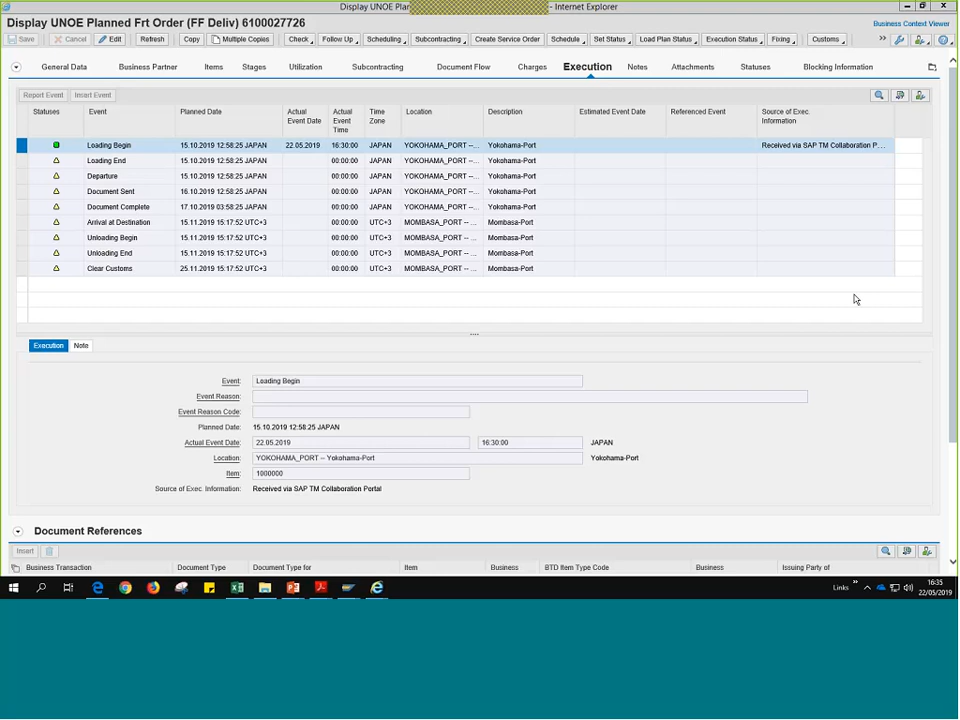 Display UNOE Plar - Internet Explorer
Display UNOE Planned Frt Order (FF Deliv) 6100027726
Business Context Viewer
Save Cancel Edit Refresh Copy Multiple Copies Check Follow Up Scheduling Subcontracting Create Service Order Schedule Set Status Load Plan Status Execution Status Fixing Customs
General Data Business Partner Items Stages Utilization Subcontracting Document Flow Charges Execution Notes Attachments Statuses Blocking Information
Report Event Insert Event
Statuses Event Planned Date Actual Event Date Actual Event Time Time Zone Location Description Estimated Event Date Referenced Event Source of Exec. Information
Loading Begin 15.10.2019 12:58:25 JAPAN 22.05.2019 16:30:00 JAPAN YOKOHAMA_PORT --... Yokohama-Port Received via SAP TM Collaboration P...
Loading End 15.10.2019 12:58:25 JAPAN 00:00:00 JAPAN YOKOHAMA_PORT --... Yokohama-Port
Departure 15.10.2019 12:58:25 JAPAN 00:00:00 JAPAN YOKOHAMA_PORT --... Yokohama-Port
Document Sent 16.10.2019 12:58:25 JAPAN 00:00:00 JAPAN YOKOHAMA_PORT --... Yokohama-Port
Document Complete 17.10.2019 03:58:25 JAPAN 00:00:00 JAPAN YOKOHAMA_PORT --... Yokohama-Port
Arrival at Destination 15.11.2019 15:17:52 UTC+3 00:00:00 UTC+3 MOMBASA_PORT -- ... Mombasa-Port
Unloading Begin 15.11.2019 15:17:52 UTC+3 00:00:00 UTC+3 MOMBASA_PORT -- ... Mombasa-Port
Unloading End 15.11.2019 15:17:52 UTC+3 00:00:00 UTC+3 MOMBASA_PORT -- ... Mombasa-Port
Clear Customs 25.11.2019 15:17:52 UTC+3 00:00:00 UTC+3 MOMBASA_PORT -- ... Mombasa-Port
Execution Note
Event: Loading Begin
Event Reason:
Event Reason Code:
Planned Date: 15.10.2019 12:58:25 JAPAN
Actual Event Date: 22.05.2019 16:30:00 JAPAN
Location: YOKOHAMA_PORT -- Yokohama-Port Yokohama-Port
Item: 1000000
Source of Exec. Information: Received via SAP TM Collaboration Portal
Document References
Insert
Business Transaction Document Type Document Type for Item Business BTD Item Type Code Business Issuing Party of
Links 16:35
22/05/2019